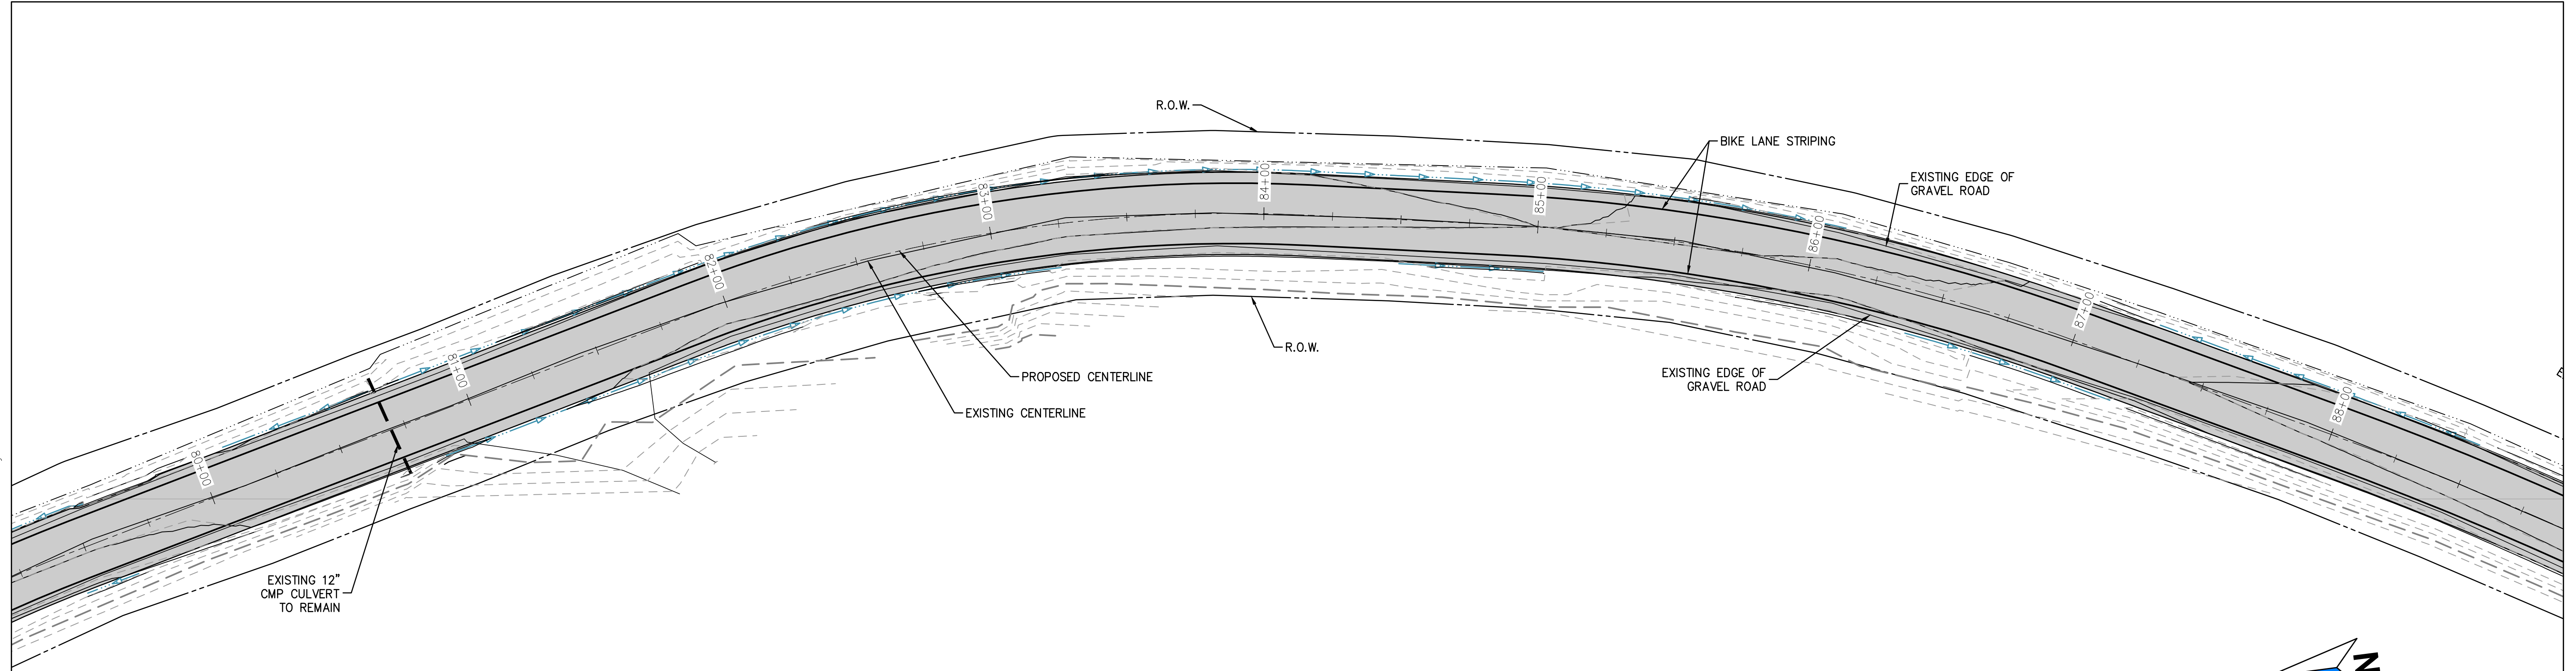 R.O.W.
BIKE LANE STRIPING
EXISTING EDGE OF
GRAVEL ROAD
80+00
81+00
82+00
83+00
84+00
85+00
86+00
87+00
88+00
R.O.W.
PROPOSED CENTERLINE
EXISTING CENTERLINE
EXISTING EDGE OF
GRAVEL ROAD
EXISTING 12"
CMP CULVERT
TO REMAIN
N